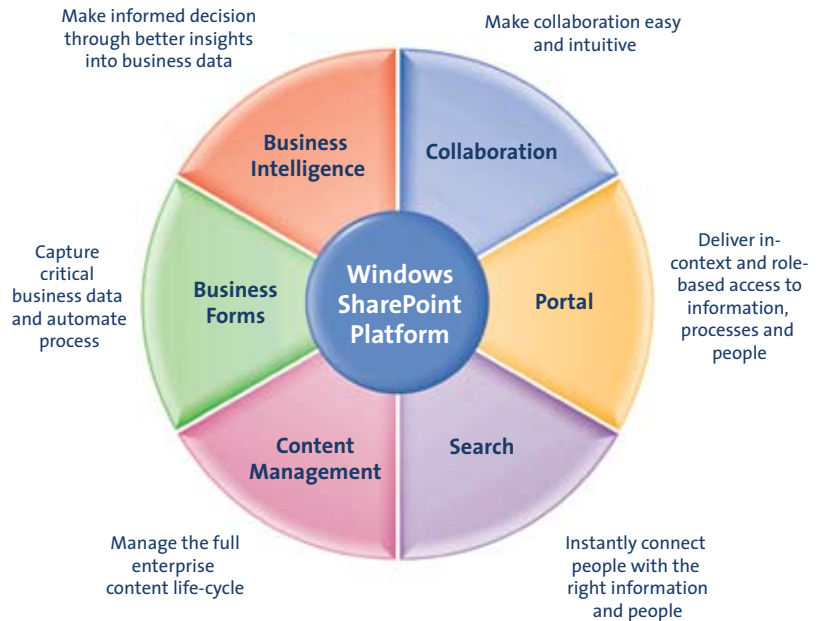 Make informed decision
through better insights
into business data
Make collaboration easy
and intuitive
Business
Intelligence
Collaboration
Capture
critical
business data
and automate
process
Business
Forms
Windows
SharePoint
Platform
Portal
Deliver in-
context and role-
based access to
information,
processes and
people
Content
Management
Search
Manage the full
enterprise
content life-cycle
Instantly connect
people with the
right information
and people